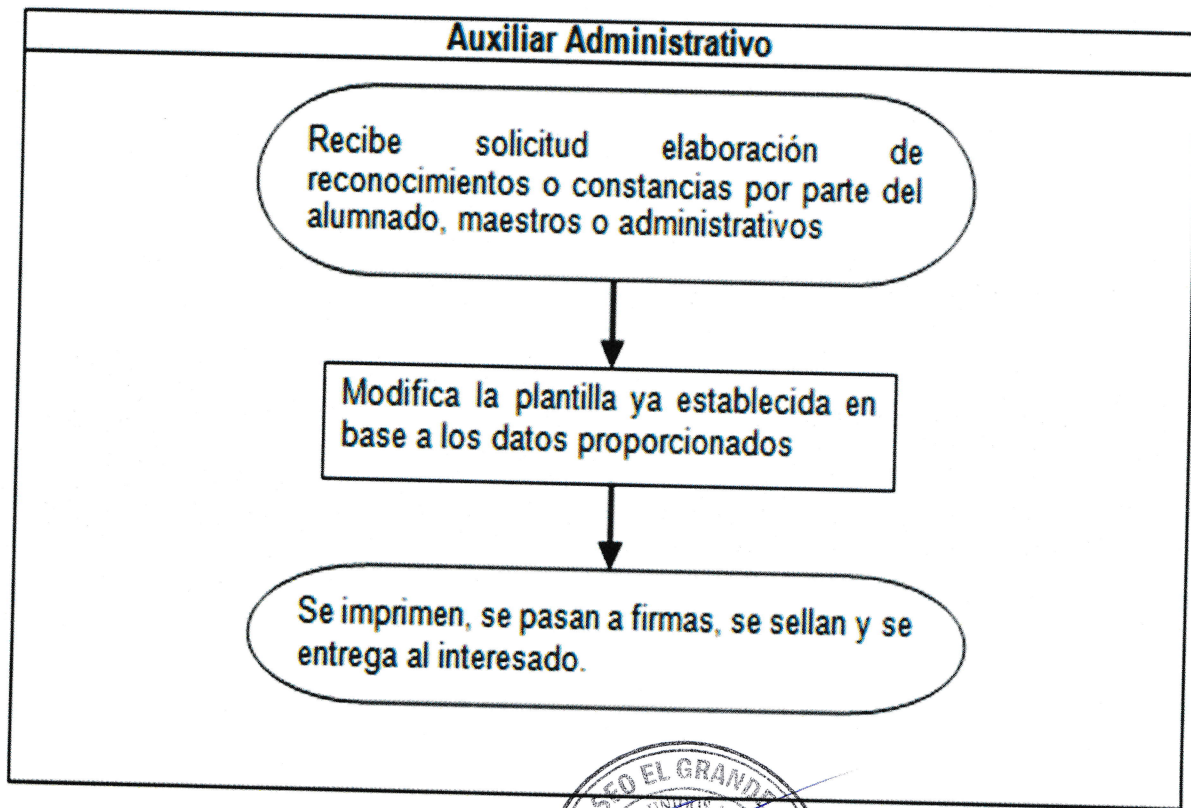 Auxiliar Administrativo
Recibe solicitud elaboración de
reconocimientos o constancias por parte del
alumnado, maestros o administrativos
Modifica la plantilla ya establecida en
base a los datos proporcionados
Se imprimen, se pasan a firmas, se sellan y se
entrega al interesado.
EL GRANDE